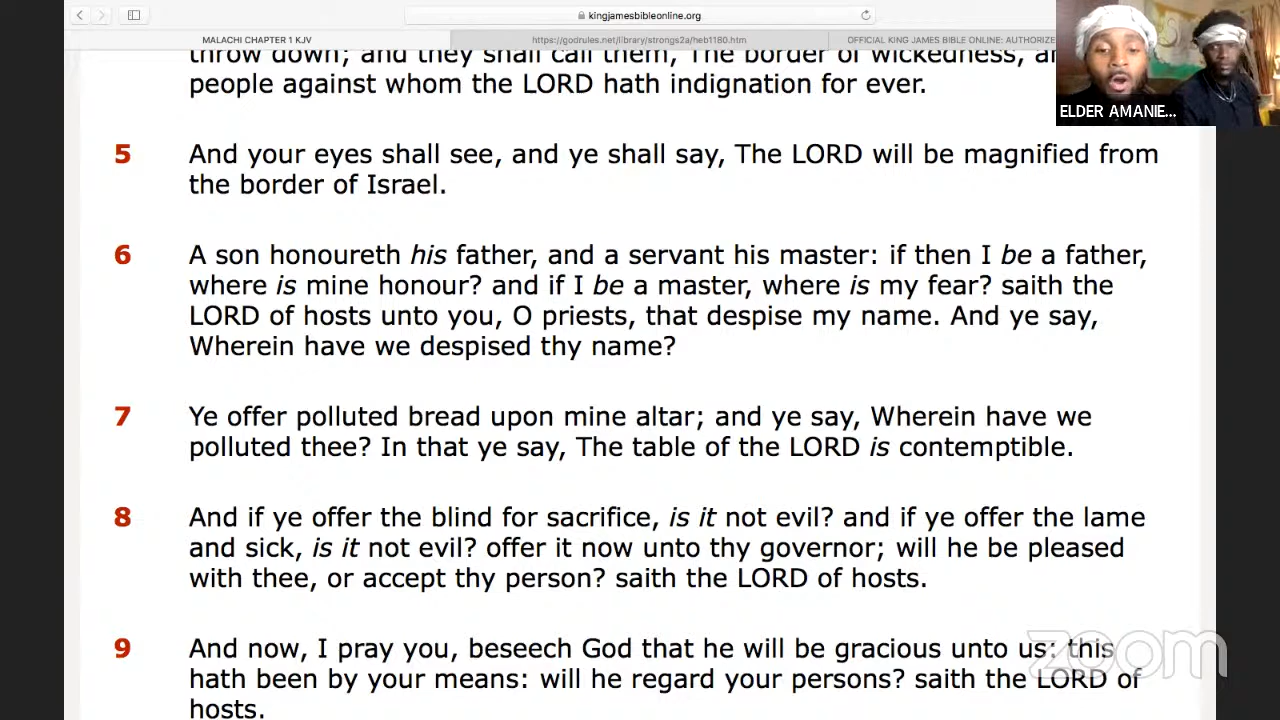 kingjamesbibleonline.org
MALACHI CHAPTER 1 KJV
https://godrules.net/library/strongs2a/heb1180.htm
OFFICIAL KING JAMES BIBLE ONLINE: AUTHORIZE
ELDER AMANIE...
throw down; and they shall call them, The border of wickedness,
people against whom the LORD hath indignation for ever.
5 And your eyes shall see, and ye shall say, The LORD will be magnified from
the border of Israel.
6 A son honoureth his father, and a servant his master: if then I be a father,
where is mine honour? and if I be a master, where is my fear? saith the
LORD of hosts unto you, O priests, that despise my name. And ye say,
Wherein have we despised thy name?
7 Ye offer polluted bread upon mine altar; and ye say, Wherein have we
polluted thee? In that ye say, The table of the LORD is contemptible.
8 And if ye offer the blind for sacrifice, is it not evil? and if ye offer the lame
and sick, is it not evil? offer it now unto thy governor; will he be pleased
with thee, or accept thy person? saith the LORD of hosts.
9 And now, I pray you, beseech God that he will be gracious unto us: this
hath been by your means: will he regard your persons? saith the LORD of
hosts.
zoom